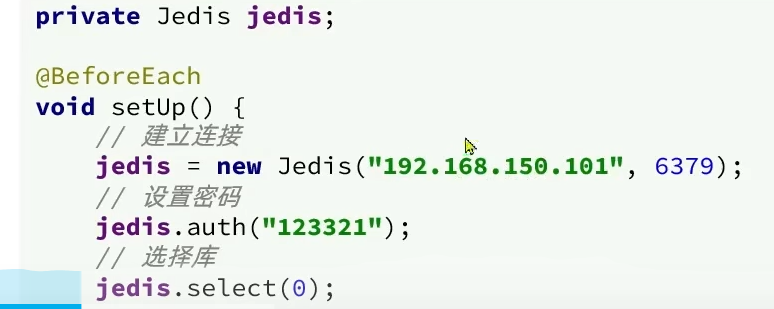 private Jedis jedis;
@BeforeEach
void setUp() {
// 建立连接
jedis = new Jedis("192.168.150.101", 6379);
// 设置密码
jedis.auth("123321");
// 选择库
jedis.select(0);